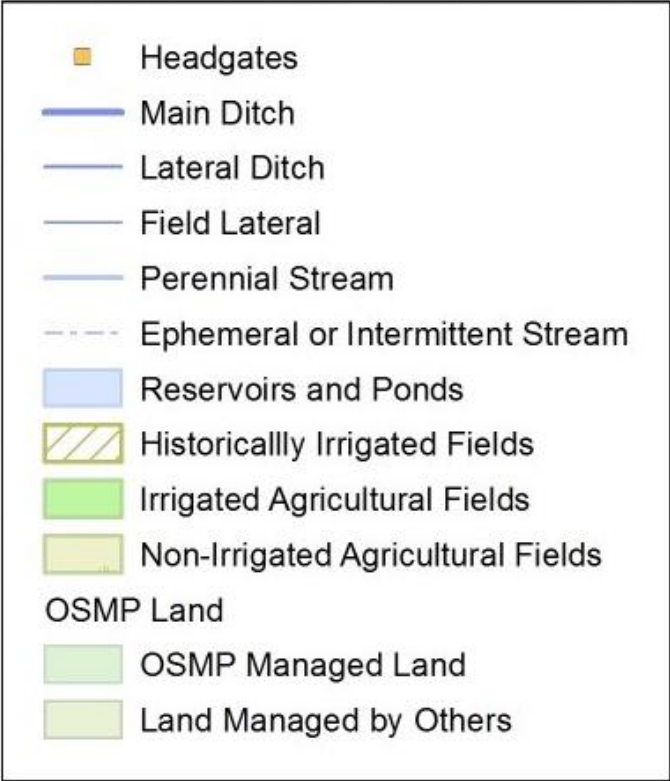 Headgates
Main Ditch
Lateral Ditch
Field Lateral
Perennial Stream
Ephemeral or Intermittent Stream
Reservoirs and Ponds
Historicallly Irrigated Fields
Irrigated Agricultural Fields
Non-Irrigated Agricultural Fields
OSMP Land
OSMP Managed Land
Land Managed by Others